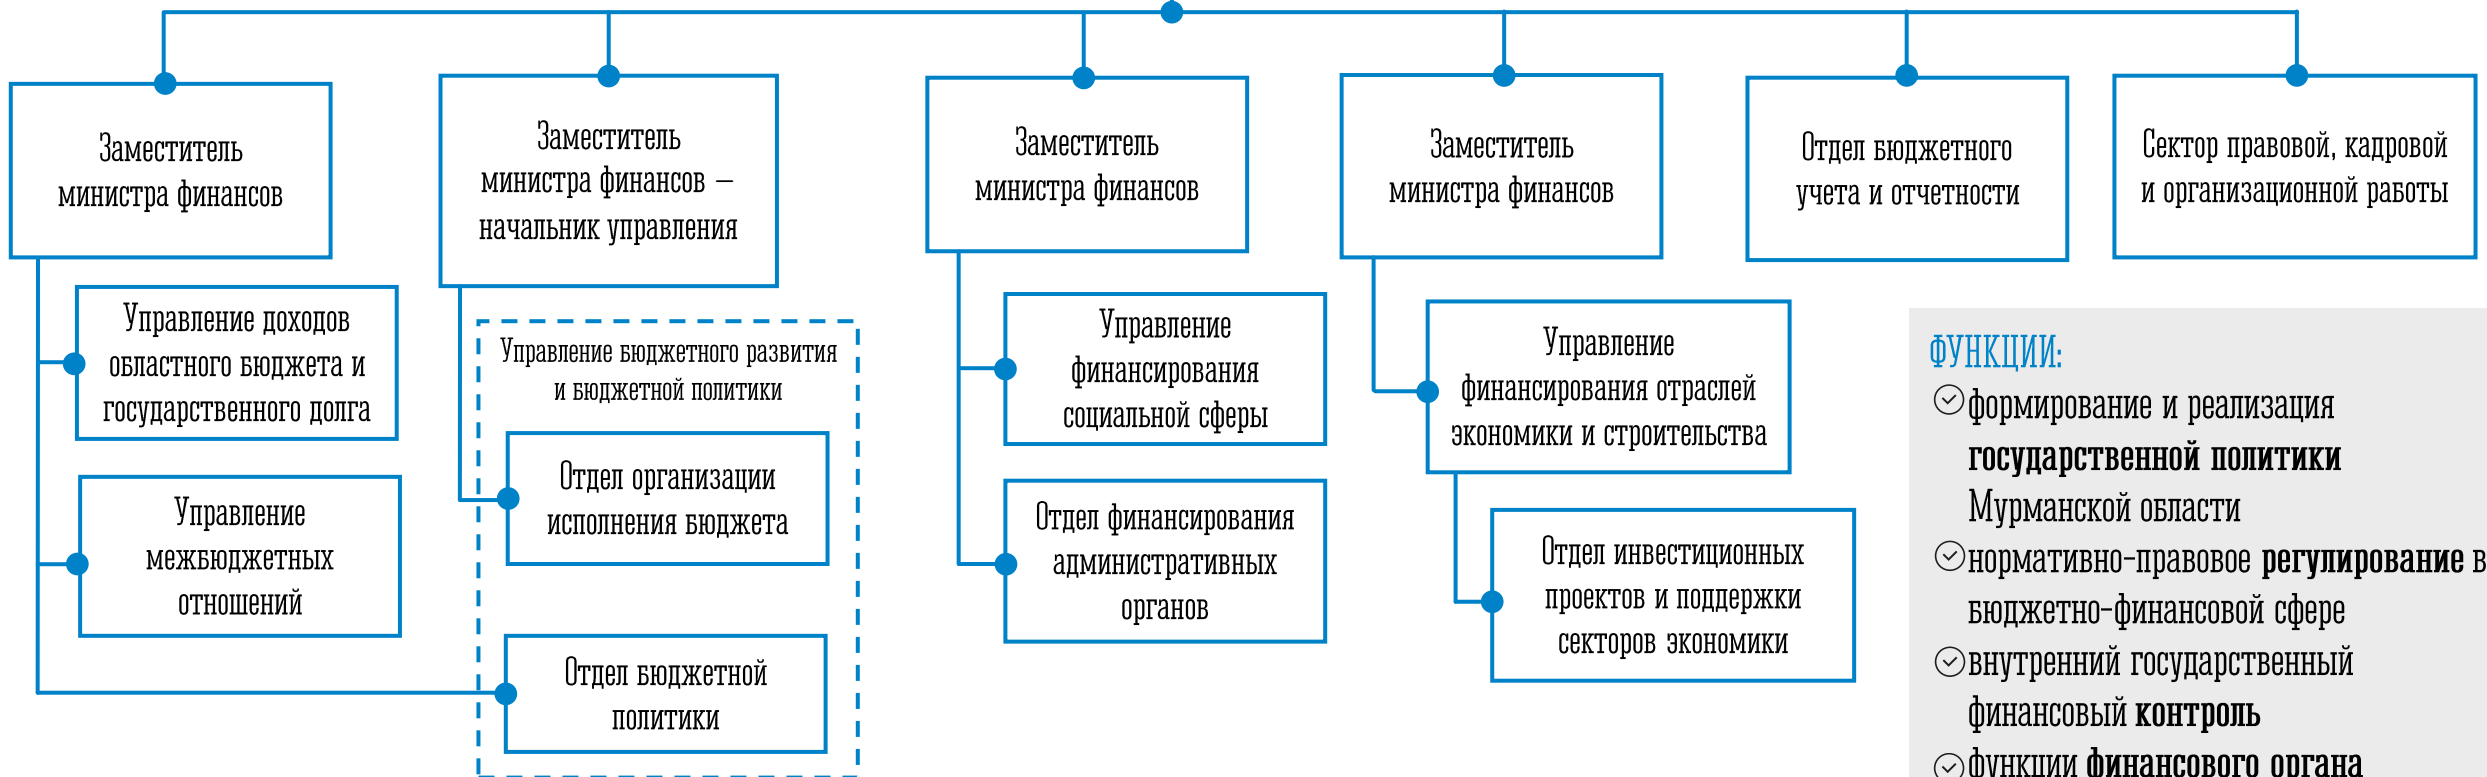 Заместитель
министра финансов
Заместитель
министра финансов –
начальник управления
Заместитель
министра финансов
Заместитель
министра финансов
Отдел бюджетного
учета и отчетности
Сектор правовой, кадровой
и организационной работы
Управление доходов
областного бюджета и
государственного долга
Управление
межбюджетных
отношений
Управление бюджетного развития
и бюджетной политики
Отдел организации
исполнения бюджета
Отдел бюджетной
политики
Управление
финансирования
социальной сферы
Отдел финансирования
административных
органов
Управление
финансирования отраслей
экономики и строительства
Отдел инвестиционных
проектов и поддержки
секторов экономики
ФУНКЦИИ:
формирование и реализация
государственной политики
Мурманской области
нормативно-правовое регулирование в
бюджетно-финансовой сфере
внутренний государственный
финансовый контроль
функции финансового органа